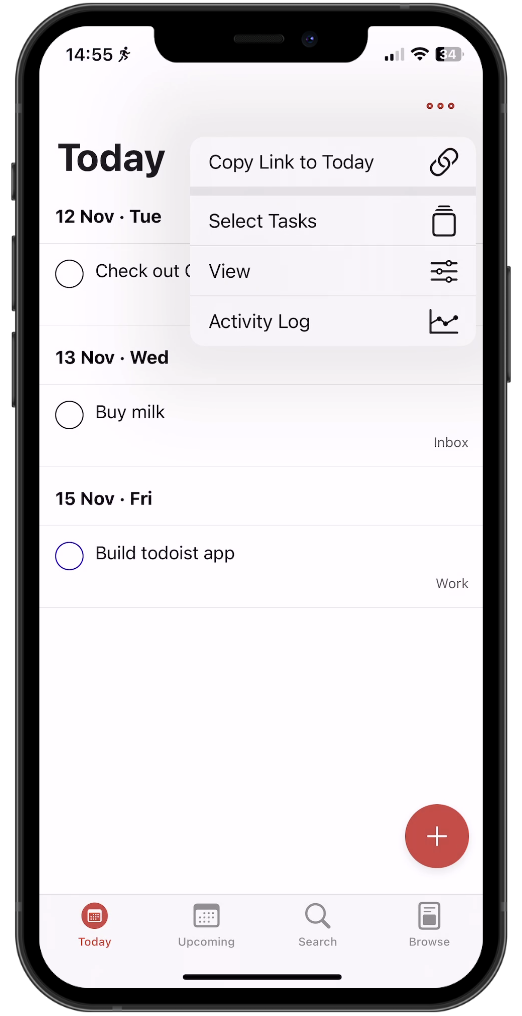 14:55
34
Today
Copy Link to Today
12 Nov · Tue
Select Tasks
Check out
View
Activity Log
13 Nov · Wed
Buy milk
Inbox
15 Nov · Fri
Build todoist app
Work
Today
Upcoming
Search
Browse